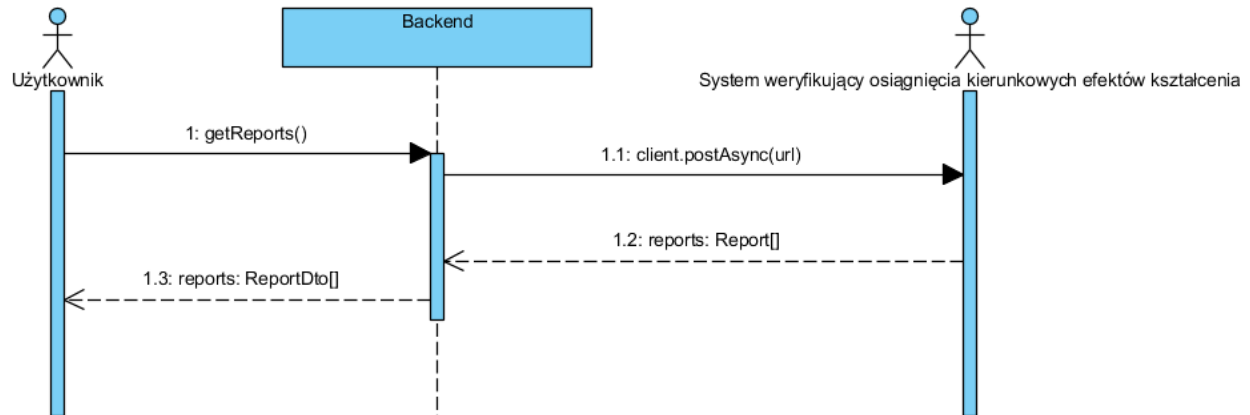 Backend
Użytkownik
System weryfikujący osiągnięcia kierunkowych efektów kształcenia
1: getReports()
1.1: client.postAsync(url)
1.2: reports: Report[]
1.3: reports: ReportDto[]